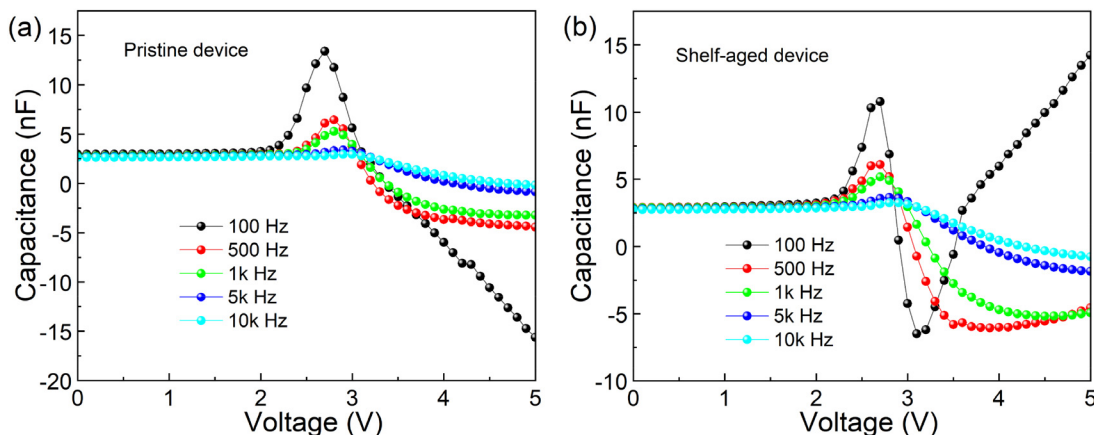 (a)
Pristine device
Capacitance (nF)
15
10
5
0
-5
-10
-15
-20
100 Hz
500 Hz
1k Hz
5k Hz
10k Hz
0 1 2 3 4 5
Voltage (V)
(b)
Shelf-aged device
Capacitance (nF)
15
10
5
0
-5
-10
100 Hz
500 Hz
1k Hz
5k Hz
10k Hz
0 1 2 3 4 5
Voltage (V)